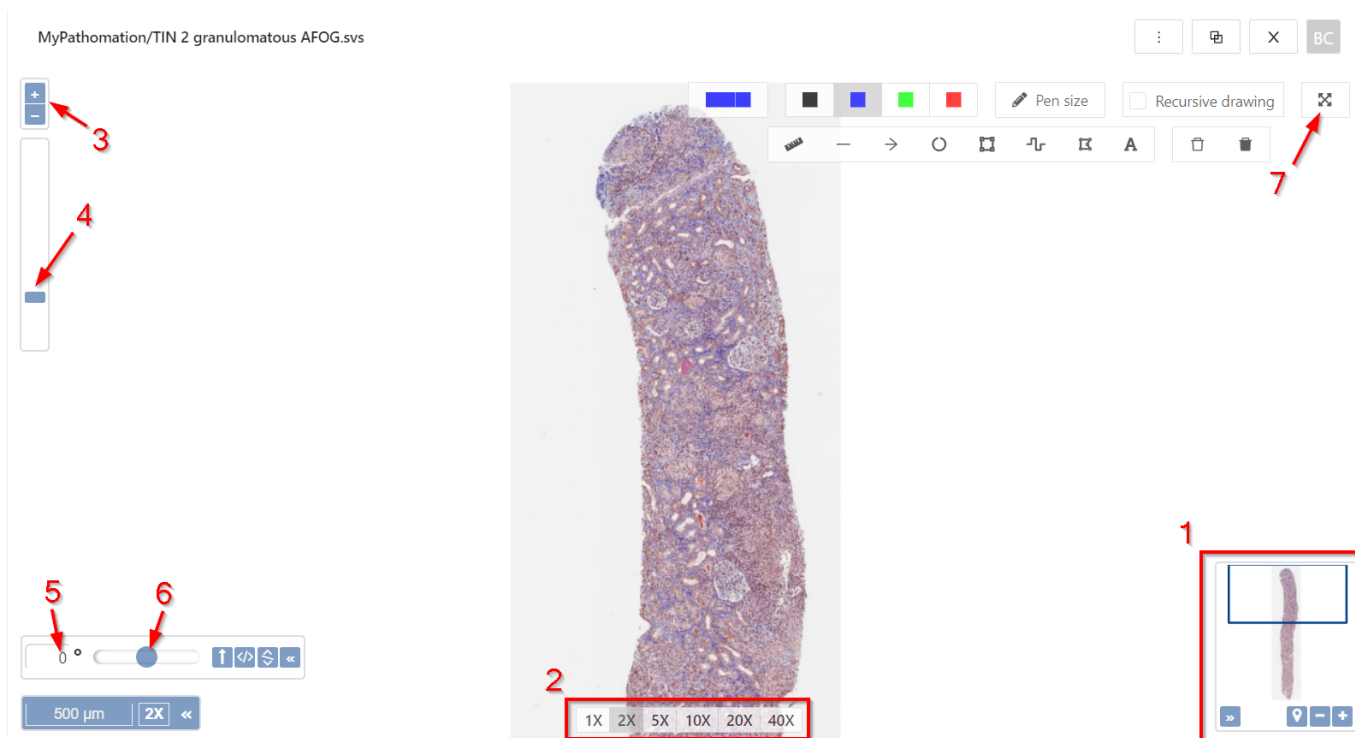 MyPathomation/TIN 2 granulomatous AFOG.svs
BC
Pen size
Recursive drawing
A
3
7
4
1
5
6
0 °
2
500 µm 2X «
1X 2X 5X 10X 20X 40X